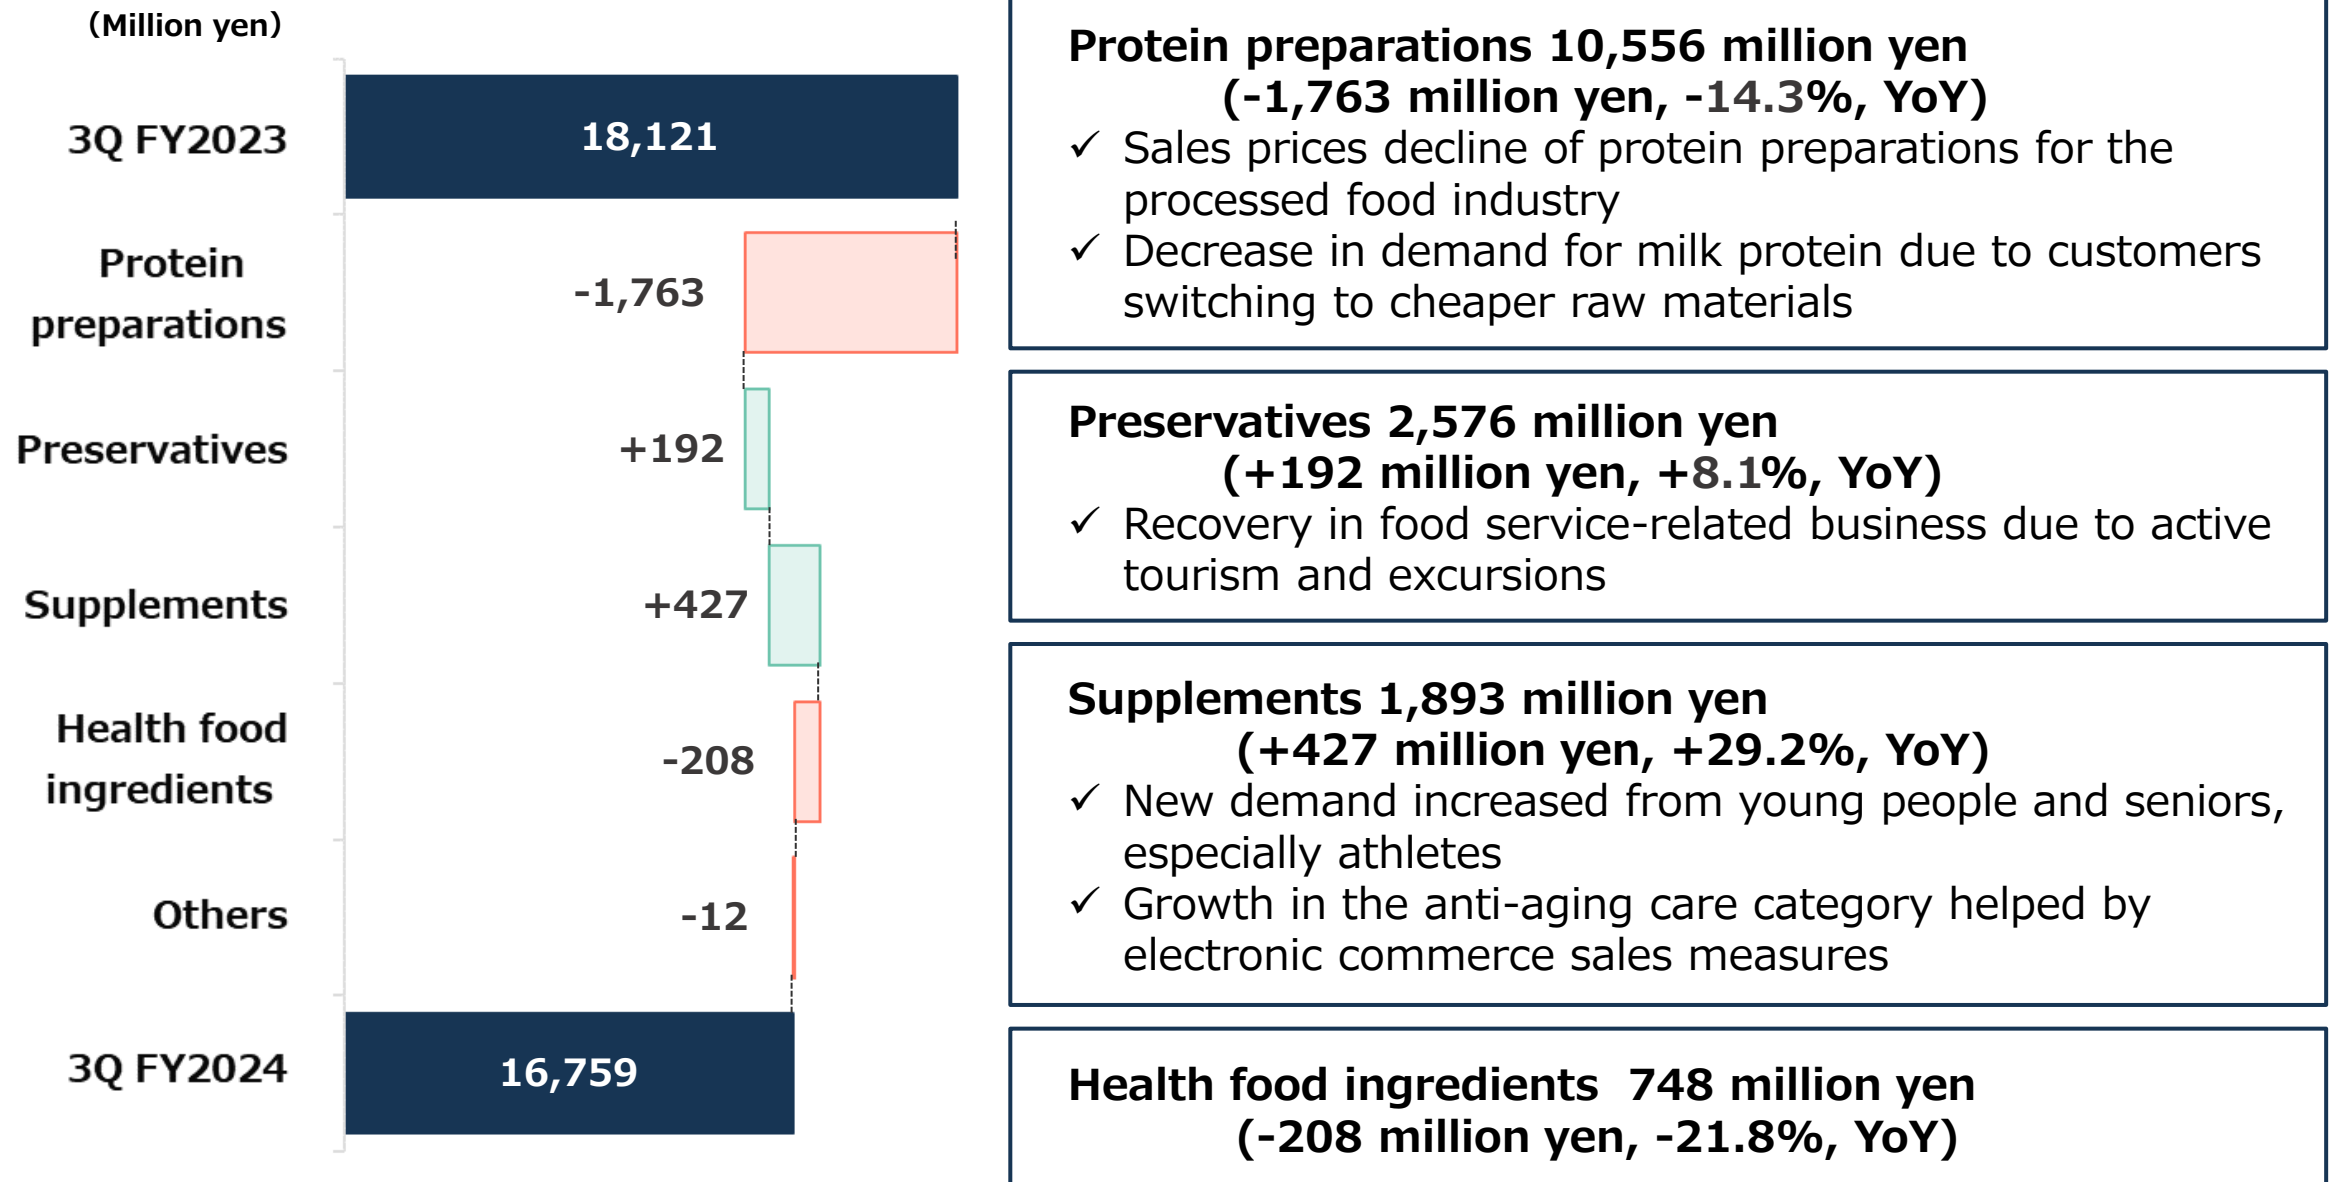 (Million yen)
3Q FY2023
18,121
Protein
preparations
-1,763
Preservatives
+192
Supplements
+427
Health food
ingredients
-208
Others
-12
3Q FY2024
16,759
Protein preparations 10,556 million yen
(-1,763 million yen, -14.3%, YoY)
✓ Sales prices decline of protein preparations for the
processed food industry
✓ Decrease in demand for milk protein due to customers
switching to cheaper raw materials
Preservatives 2,576 million yen
(+192 million yen, +8.1%, YoY)
✓ Recovery in food service-related business due to active
tourism and excursions
Supplements 1,893 million yen
(+427 million yen, +29.2%, YoY)
✓ New demand increased from young people and seniors,
especially athletes
✓ Growth in the anti-aging care category helped by
electronic commerce sales measures
Health food ingredients 748 million yen
(-208 million yen, -21.8%, YoY)